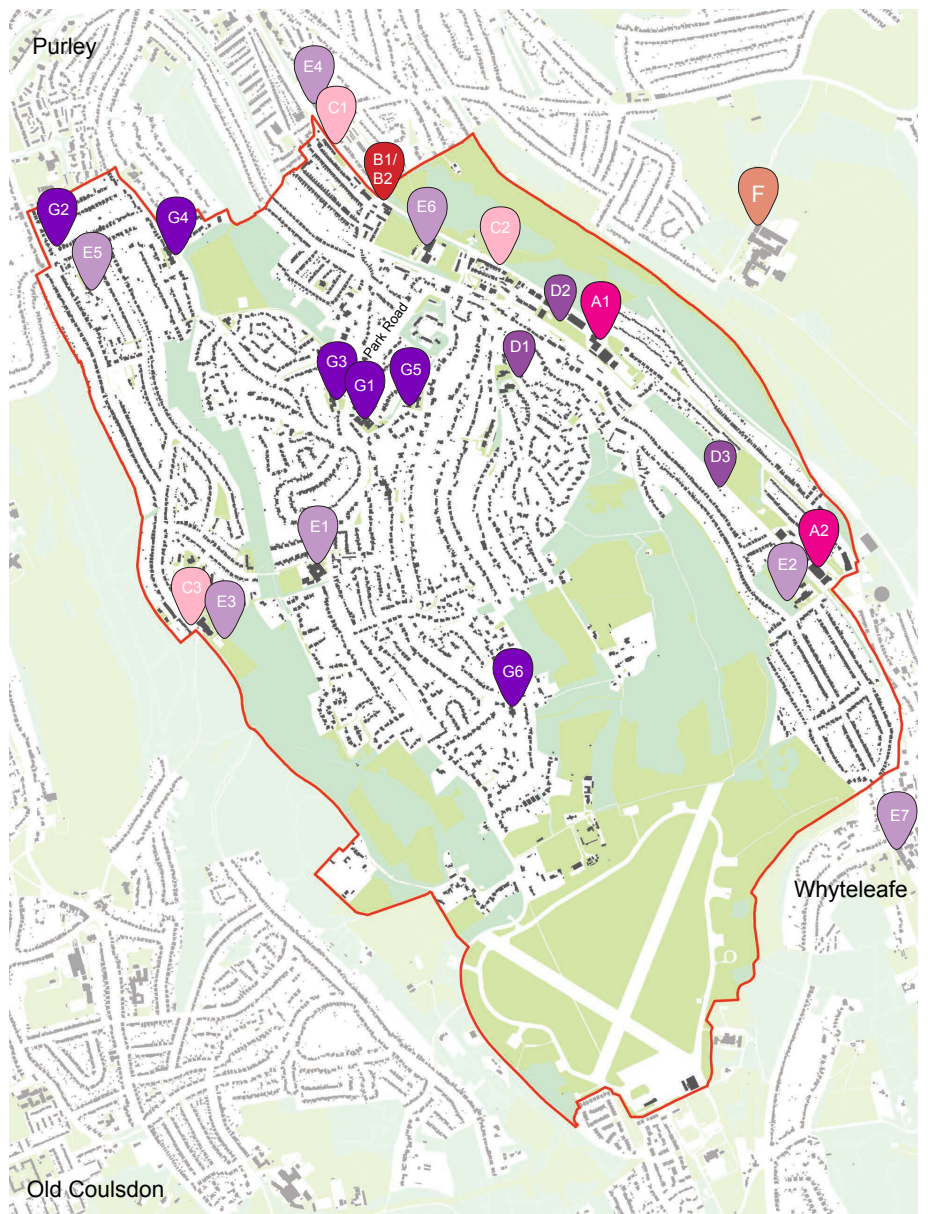 Purley
E4
C1
B1/
B2
F
G2
G4
E6
C2
E5
D2
A1
Park Road
D1
G3
G1
G5
D3
A2
E1
E2
C3
E3
G6
E7
Whyteleafe
Old Coulsdon